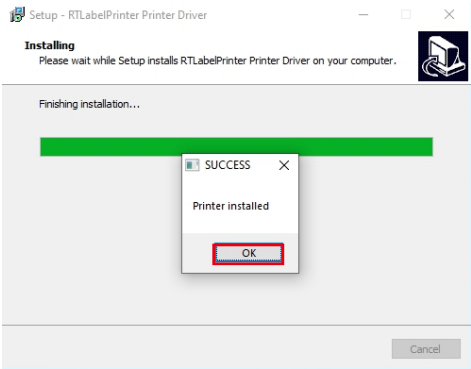 Setup - RTLabelPrinter Printer Driver
Installing
Please wait while Setup installs RTLabelPrinter Printer Driver on your computer.
Finishing installation...
SUCCESS
Printer installed
OK
Cancel